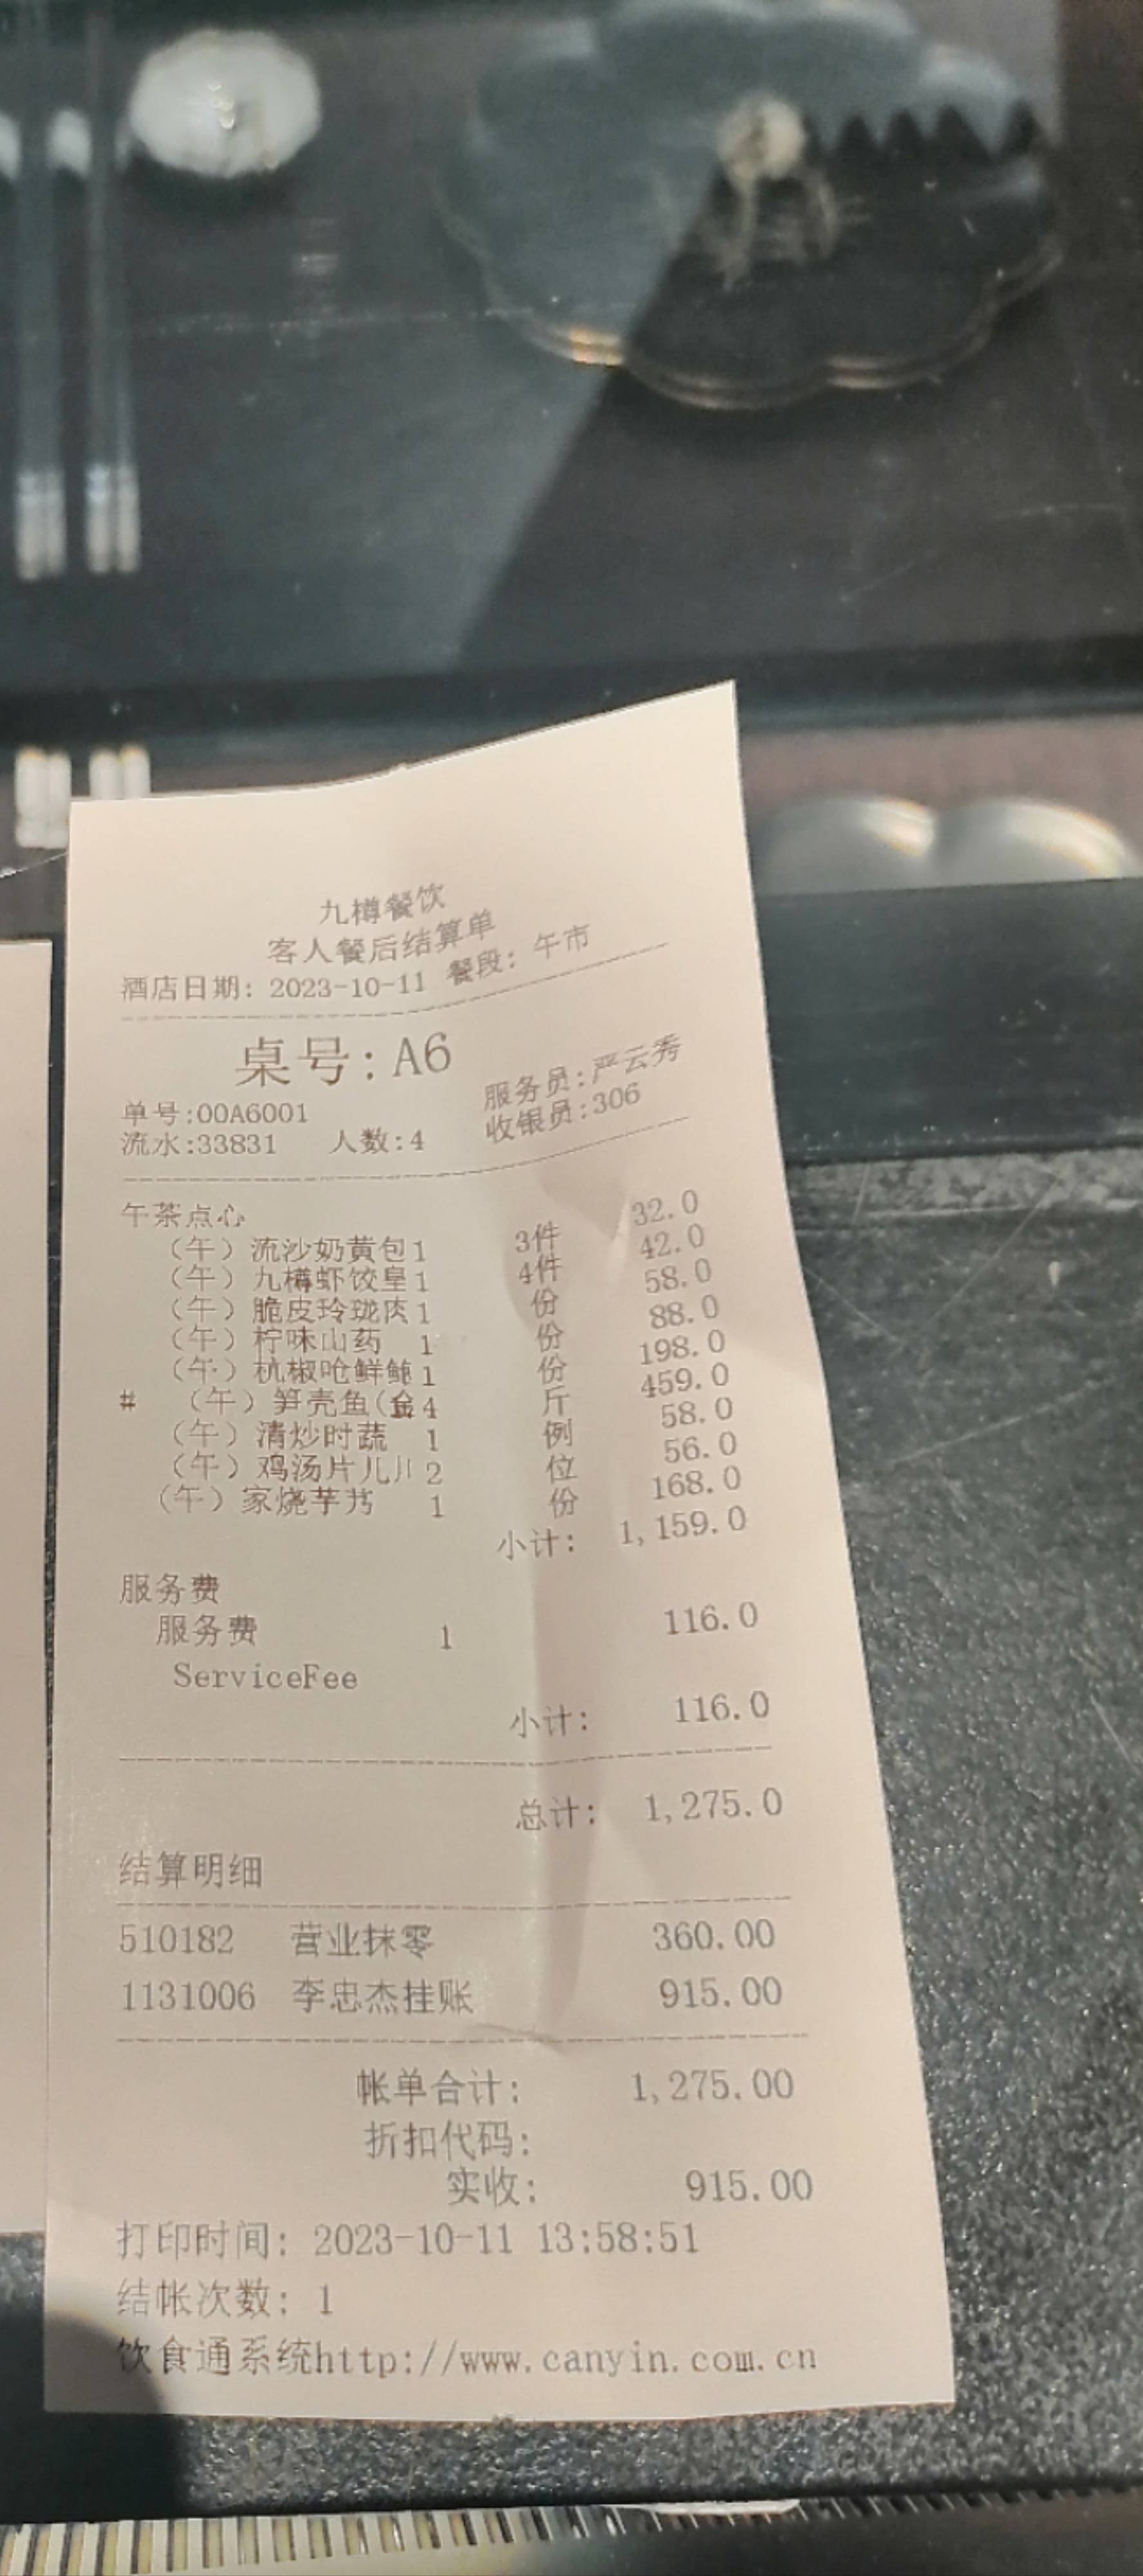 九樽餐饮
客人餐后结算单
酒店日期: 2023-10-11 餐段: 午市
桌号: A6
单号:00A6001 服务员:严云秀
流水:33831 人数:4 收银员:306
午茶点心
(午) 流沙奶黄包 1 3件 32.0
(午) 九樽虾饺皇 1 4件 42.0
(午) 脆皮玲珑肉 1 份 58.0
(午) 柠味山药 1 份 88.0
(午) 杭椒呛鲜鲍 1 份 198.0
# (午) 笋壳鱼(金 4 斤 459.0
(午) 清炒时蔬 1 例 58.0
(午) 鸡汤片儿川 2 位 56.0
(午) 家烧芋艿 1 份 168.0
小计: 1,159.0
服务费
服务费 1 116.0
ServiceFee
小计: 116.0
总计: 1,275.0
结算明细
510182 营业抹零 360.00
1131006 李忠杰挂账 915.00
帐单合计: 1,275.00
折扣代码:
实收: 915.00
打印时间: 2023-10-11 13:58:51
结帐次数: 1
饮食通系统http://www.canyin.com.cn